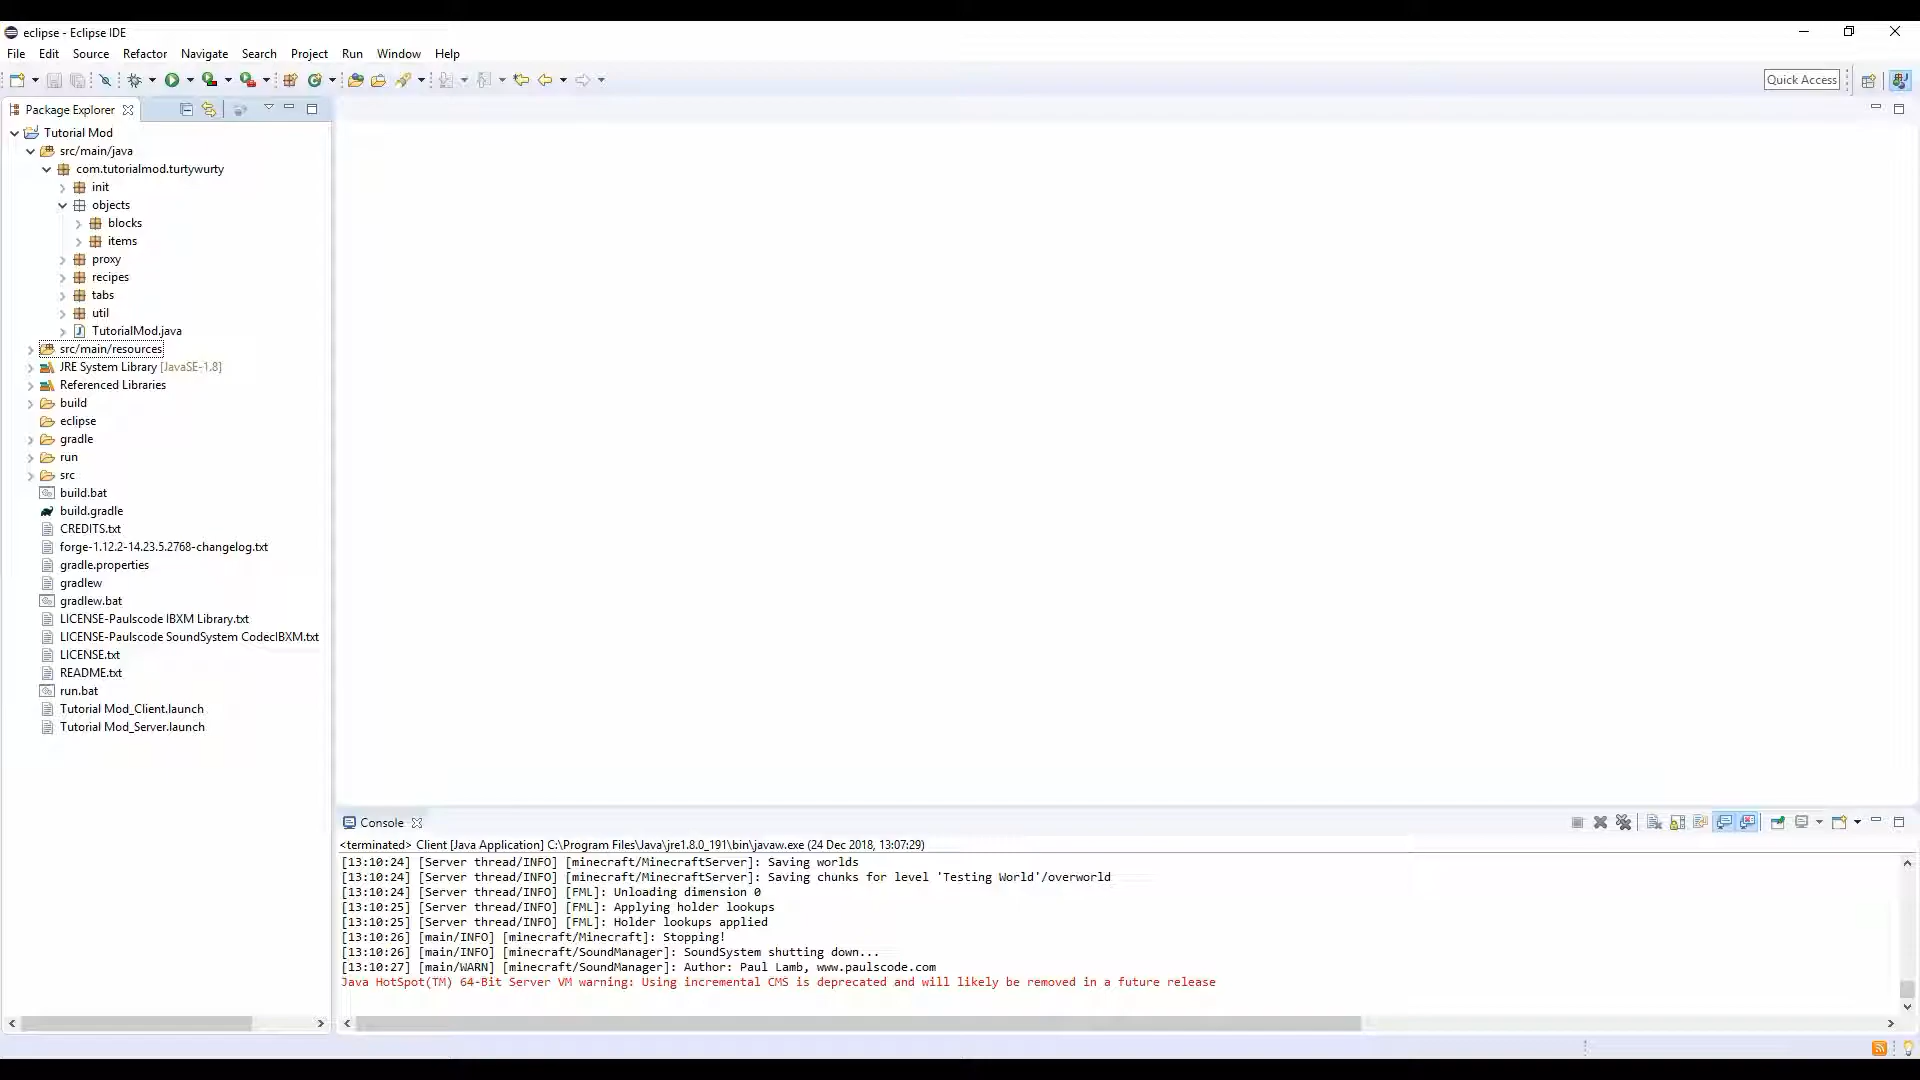 eclipse - Eclipse IDE
File Edit Source Refactor Navigate Search Project Run Window Help
Quick Access
Package Explorer
Tutorial Mod
src/main/java
com.tutorialmod.turtywurty
init
objects
blocks
items
proxy
recipes
tabs
util
TutorialMod.java
src/main/resources
JRE System Library [JavaSE-1.8]
Referenced Libraries
build
eclipse
gradle
run
src
build.bat
build.gradle
CREDITS.txt
forge-1.12.2-14.23.5.2768-changelog.txt
gradle.properties
gradlew
gradlew.bat
LICENSE-Paulscode IBXM Library.txt
LICENSE-Paulscode SoundSystem CodecIBXM.txt
LICENSE.txt
README.txt
run.bat
Tutorial Mod_Client.launch
Tutorial Mod_Server.launch
Console
<terminated> Client [Java Application] C:\Program Files\Java\jre1.8.0_191\bin\javaw.exe (24 Dec 2018, 13:07:29)
[13:10:24] [Server thread/INFO] [minecraft/MinecraftServer]: Saving worlds
[13:10:24] [Server thread/INFO] [minecraft/MinecraftServer]: Saving chunks for level 'Testing World'/overworld
[13:10:24] [Server thread/INFO] [FML]: Unloading dimension 0
[13:10:25] [Server thread/INFO] [FML]: Applying holder lookups
[13:10:25] [Server thread/INFO] [FML]: Holder lookups applied
[13:10:26] [main/INFO] [minecraft/Minecraft]: Stopping!
[13:10:26] [main/INFO] [minecraft/SoundManager]: SoundSystem shutting down...
[13:10:27] [main/WARN] [minecraft/SoundManager]: Author: Paul Lamb, www.paulscode.com
Java HotSpot(TM) 64-Bit Server VM warning: Using incremental CMS is deprecated and will likely be removed in a future release